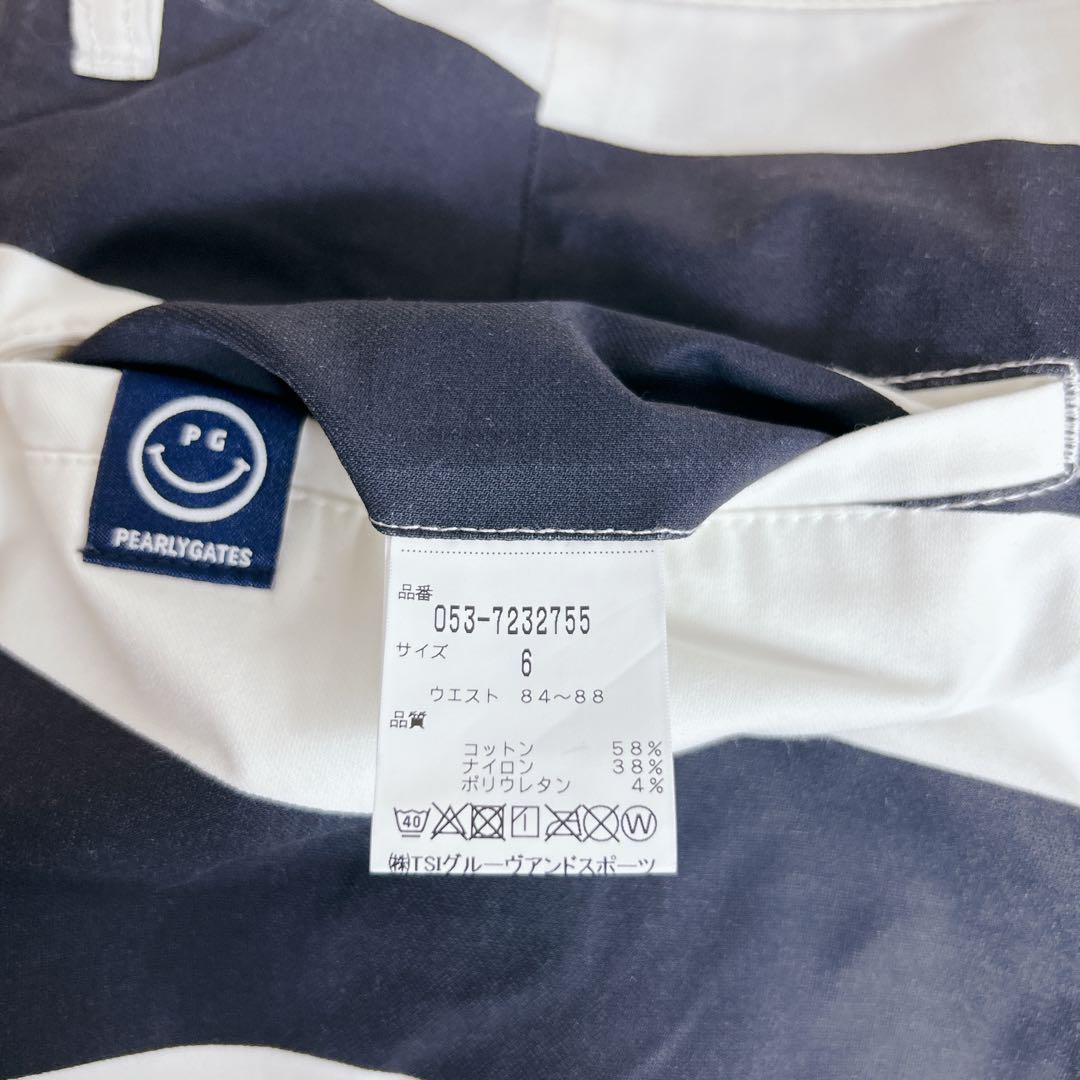 P G
PEARLYGATES
品番
053-7232755
サイズ
6
ウエスト 84〜88
品質
コットン 58%
ナイロン 38%
ポリウレタン 4%
40
W
㈱TSIグルーヴアンドスポーツ